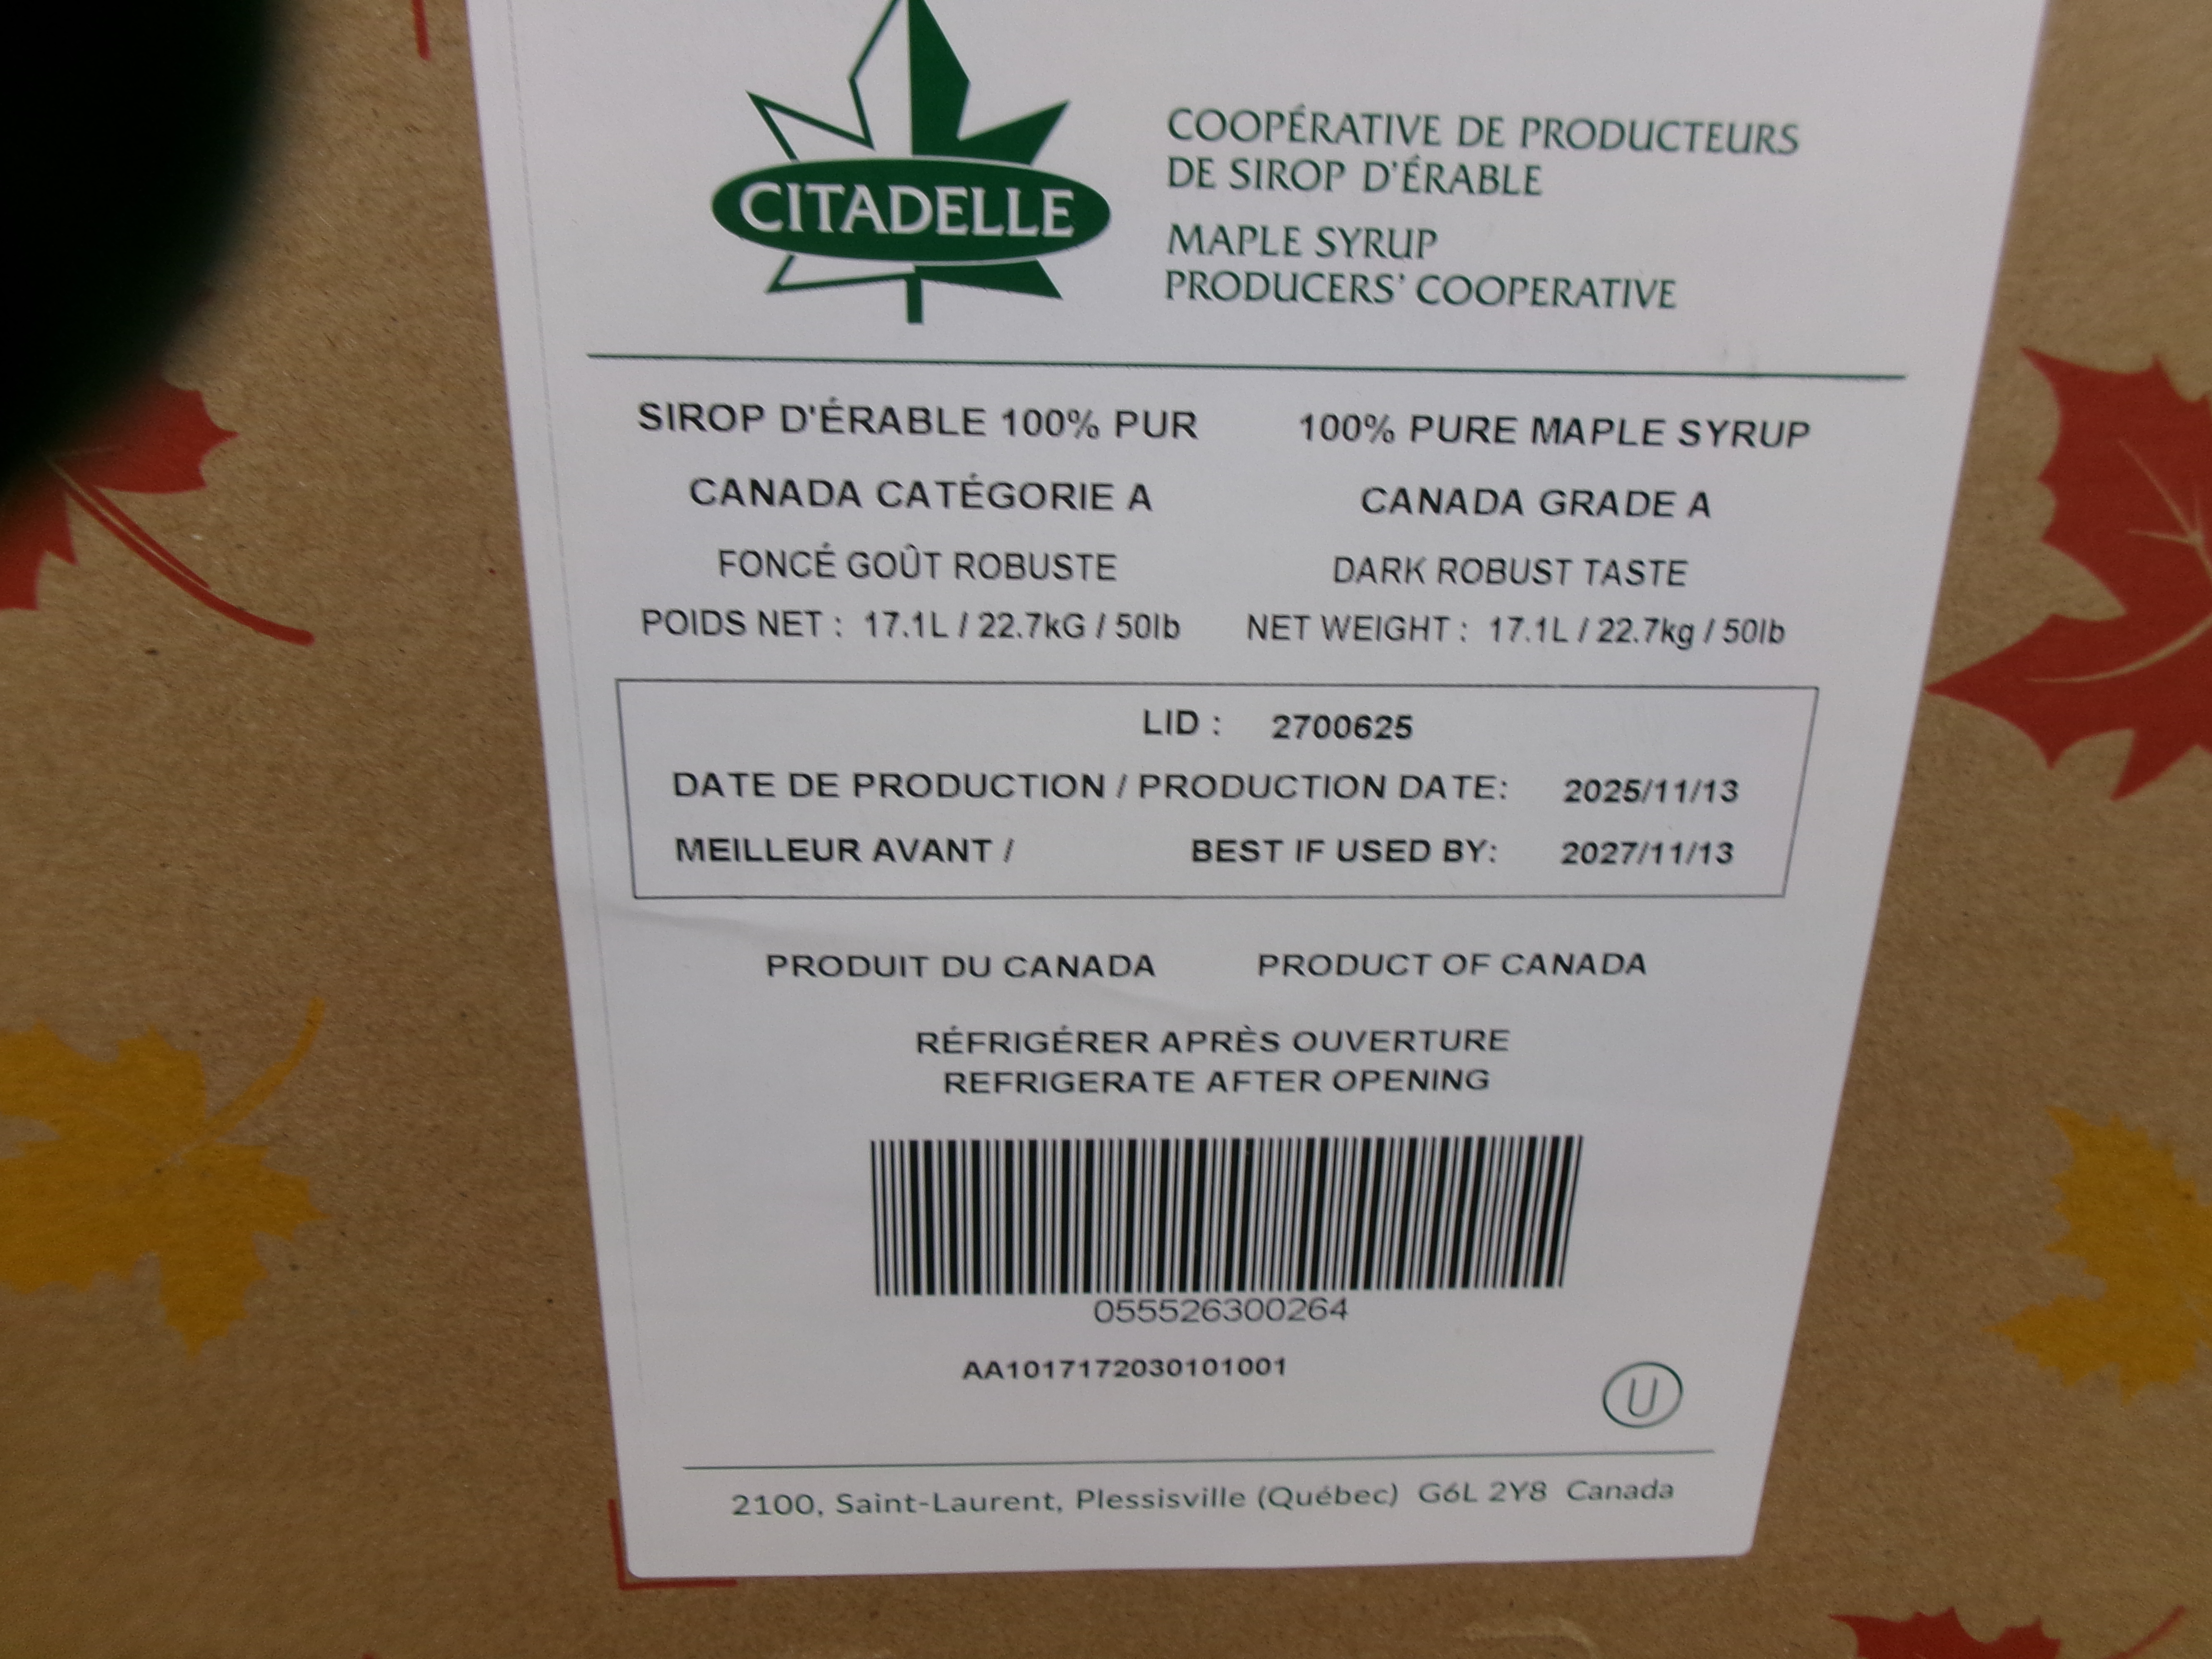 CITADELLE
COOPÉRATIVE DE PRODUCTEURS
DE SIROP D'ÉRABLE
MAPLE SYRUP
PRODUCERS' COOPERATIVE
SIROP D'ÉRABLE 100% PUR 100% PURE MAPLE SYRUP
CANADA CATÉGORIE A CANADA GRADE A
FONCÉ GOÛT ROBUSTE DARK ROBUST TASTE
POIDS NET : 17.1L / 22.7kG / 50lb NET WEIGHT : 17.1L / 22.7kg / 50lb
LID : 2700625
DATE DE PRODUCTION / PRODUCTION DATE: 2025/11/13
MEILLEUR AVANT / BEST IF USED BY: 2027/11/13
PRODUIT DU CANADA PRODUCT OF CANADA
RÉFRIGÉRER APRÈS OUVERTURE
REFRIGERATE AFTER OPENING
055526300264
AA1017172030101001
U
2100, Saint-Laurent, Plessisville (Québec) G6L 2Y8 Canada